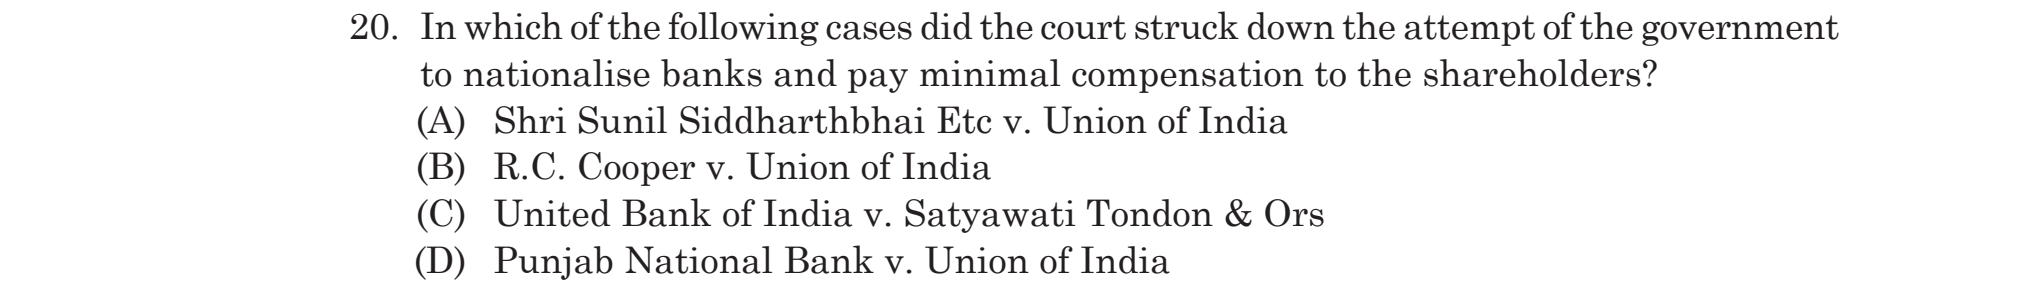 20. In which of the following cases did the court struck down the attempt of the government
to nationalise banks and pay minimal compensation to the shareholders?
(A) Shri Sunil Siddharthbhai Etc v. Union of India
(B) R.C. Cooper v. Union of India
(C) United Bank of India v. Satyawati Tondon & Ors
(D) Punjab National Bank v. Union of India